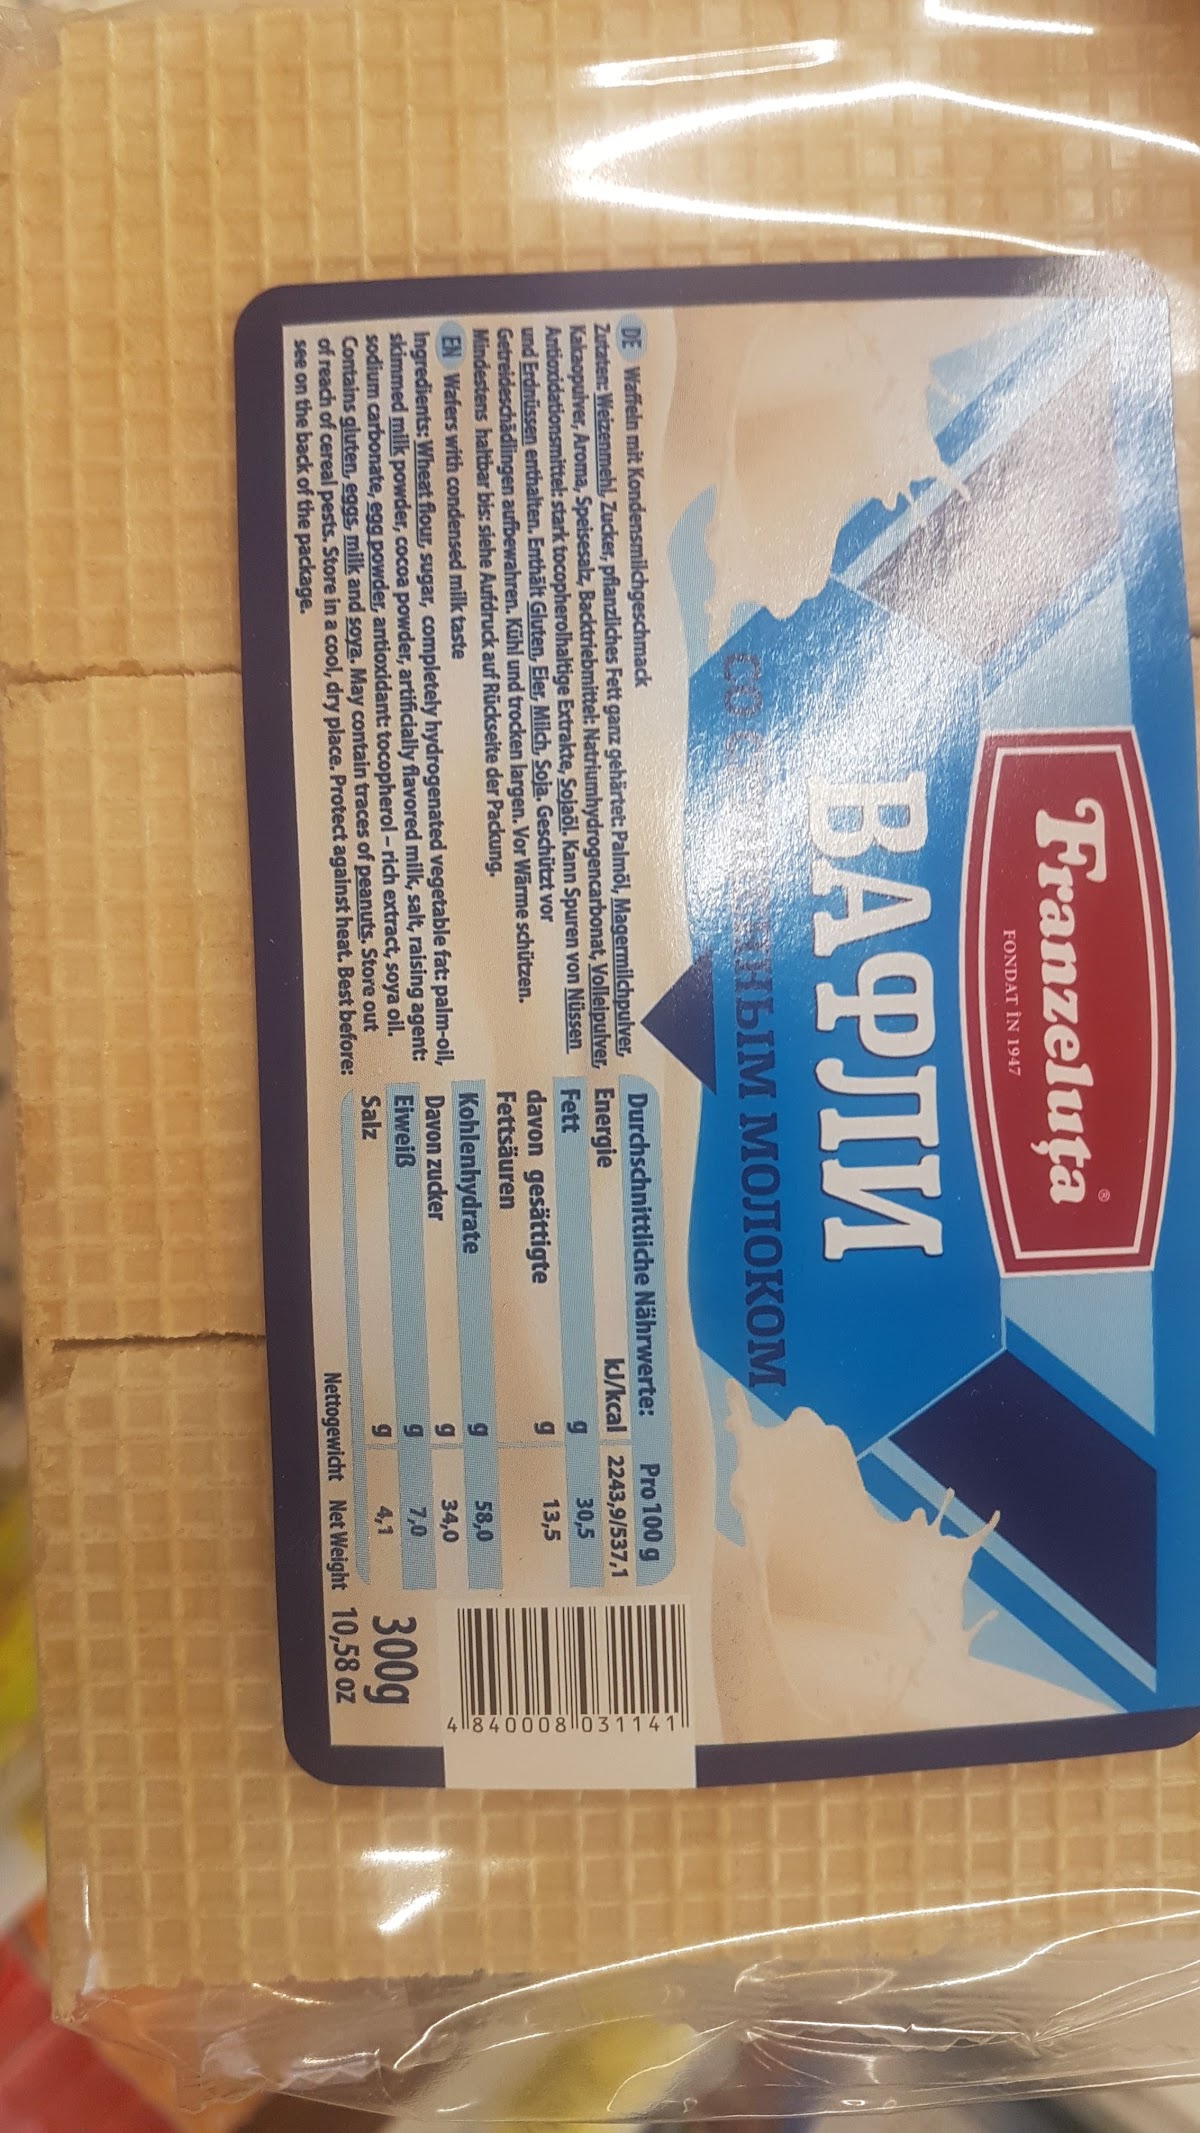 Franzeluța®
FONDAT ÎN 1947
ВАФЛИ
СО МОЛОКОМ
DE Waffeln mit Kondensmilchgeschmack
Zutaten: Weizenmehl, Zucker, pflanzliches Fett ganz gehärtet: Palmöl, Magermilchpulver,
Kakaopulver, Aroma, Speisesalz, Backtriebmittel: Natriumhydrogencarbonat, Volleipulver,
Antioxidationsmittel: stark tocopherolhaltige Extrakte, Sojaöl. Kann Spuren von Nüssen
und Erdnüssen enthalten. Enthält Gluten, Eier, Milch, Soja. Geschützt vor
Getreideschädlingen aufbewahren. Kühl und trocken largen. Vor Wärme schützen.
Mindestens haltbar bis: siehe Aufdruck auf Rückseite der Packung.
EN Wafers with condensed milk taste
Ingredients: Wheat flour, sugar, completely hydrogenated vegetable fat: palm-oil,
skimmed milk powder, cocoa powder, artificially flavored milk, salt, raising agent:
sodium carbonate, egg powder, antioxidant: tocopherol – rich extract, soya oil.
Contains gluten, eggs, milk and soya. May contain traces of peanuts. Store out
of reach of cereal pests. Store in a cool, dry place. Protect against heat. Best before:
see on the back of the package.
Durchschnittliche Nährwerte: Pro 100 g
Energie kJ/kcal 2243,9/537,1
Fett g 30,5
davon gesättigte
Fettsäuren g 13,5
Kohlenhydrate g 58,0
Davon zucker g 34,0
Eiweiß g 7,0
Salz g 4,1
Nettogewicht Net Weight
300g
10,58 oz
4 840008 031141